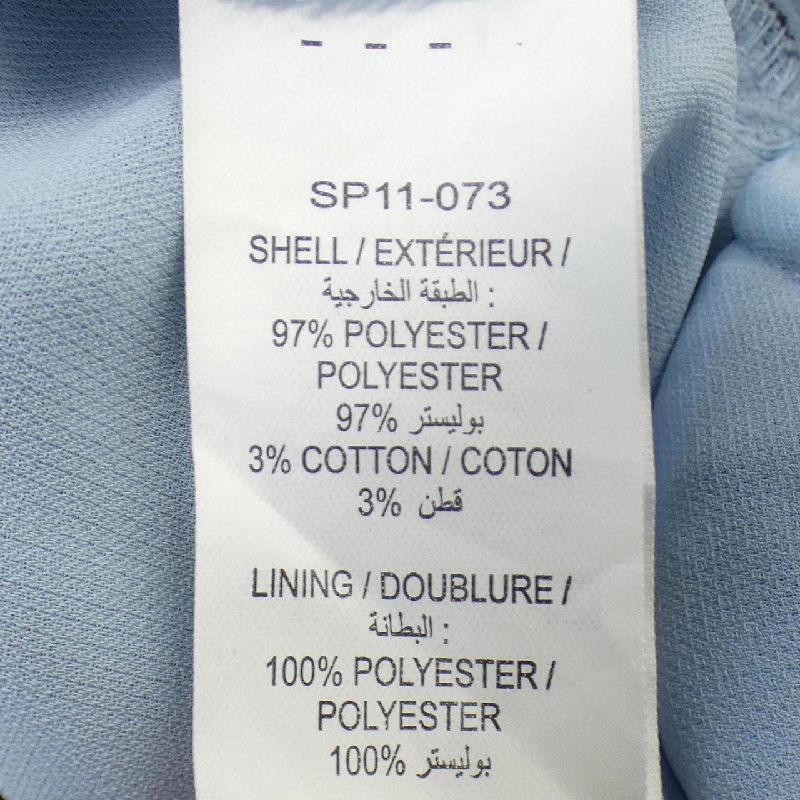 SP11-073
SHELL / EXTÉRIEUR /
الطبقة الخارجية :
97% POLYESTER /
POLYESTER
97% بوليستر
3% COTTON / COTON
3% قطن
LINING / DOUBLURE /
البطانة :
100% POLYESTER /
POLYESTER
100% بوليستر